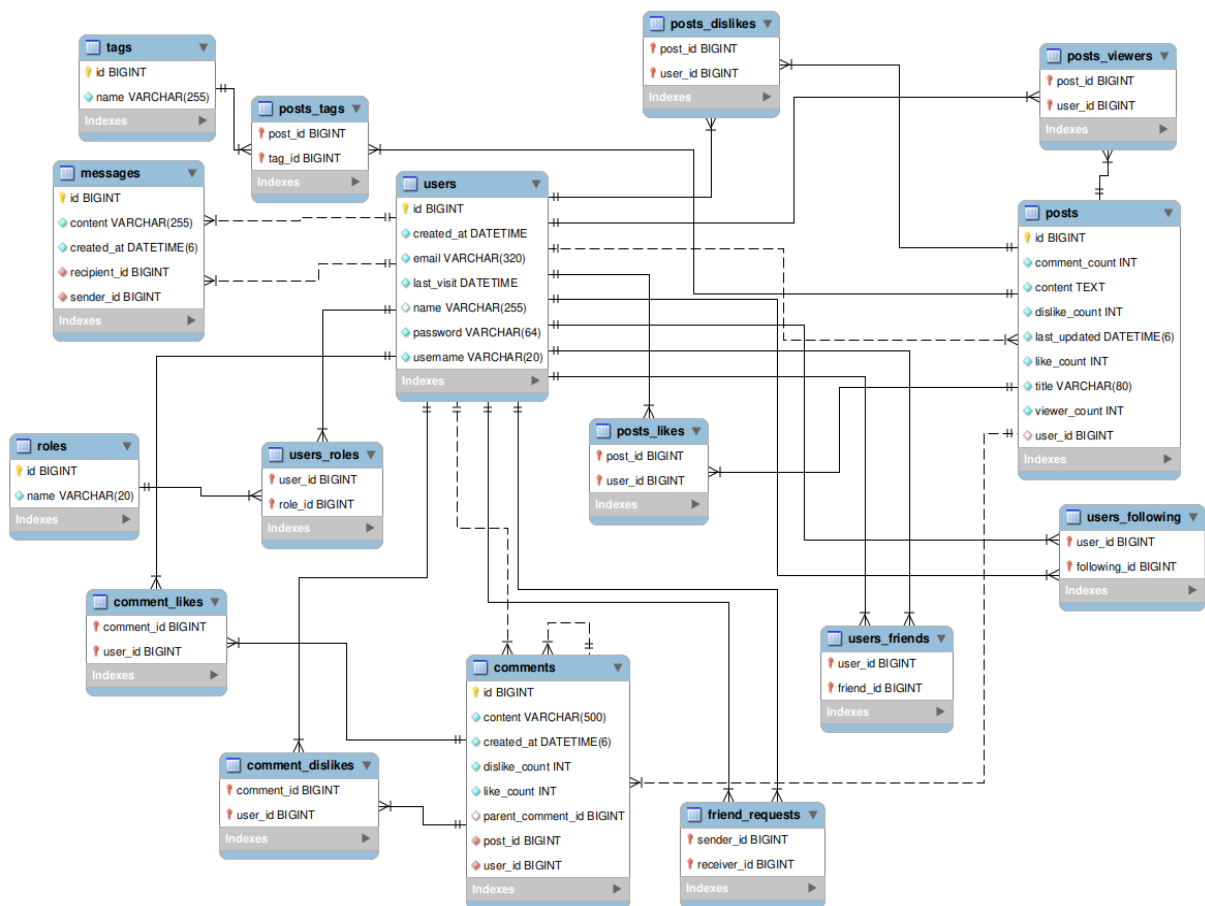 tags
id BIGINT
name VARCHAR(255)
Indexes
posts_tags
post_id BIGINT
tag_id BIGINT
Indexes
posts_dislikes
post_id BIGINT
user_id BIGINT
Indexes
posts_viewers
post_id BIGINT
user_id BIGINT
Indexes
messages
id BIGINT
content VARCHAR(255)
created_at DATETIME(6)
recipient_id BIGINT
sender_id BIGINT
Indexes
users
id BIGINT
created_at DATETIME
email VARCHAR(320)
last_visit DATETIME
name VARCHAR(255)
password VARCHAR(64)
username VARCHAR(20)
Indexes
posts
id BIGINT
comment_count INT
content TEXT
dislike_count INT
last_updated DATETIME(6)
like_count INT
title VARCHAR(80)
viewer_count INT
user_id BIGINT
Indexes
roles
id BIGINT
name VARCHAR(20)
Indexes
users_roles
user_id BIGINT
role_id BIGINT
Indexes
posts_likes
post_id BIGINT
user_id BIGINT
Indexes
users_following
user_id BIGINT
following_id BIGINT
Indexes
comment_likes
comment_id BIGINT
user_id BIGINT
Indexes
users_friends
user_id BIGINT
friend_id BIGINT
Indexes
comments
id BIGINT
content VARCHAR(500)
created_at DATETIME(6)
dislike_count INT
like_count INT
parent_comment_id BIGINT
post_id BIGINT
user_id BIGINT
Indexes
comment_dislikes
comment_id BIGINT
user_id BIGINT
Indexes
friend_requests
sender_id BIGINT
receiver_id BIGINT
Indexes